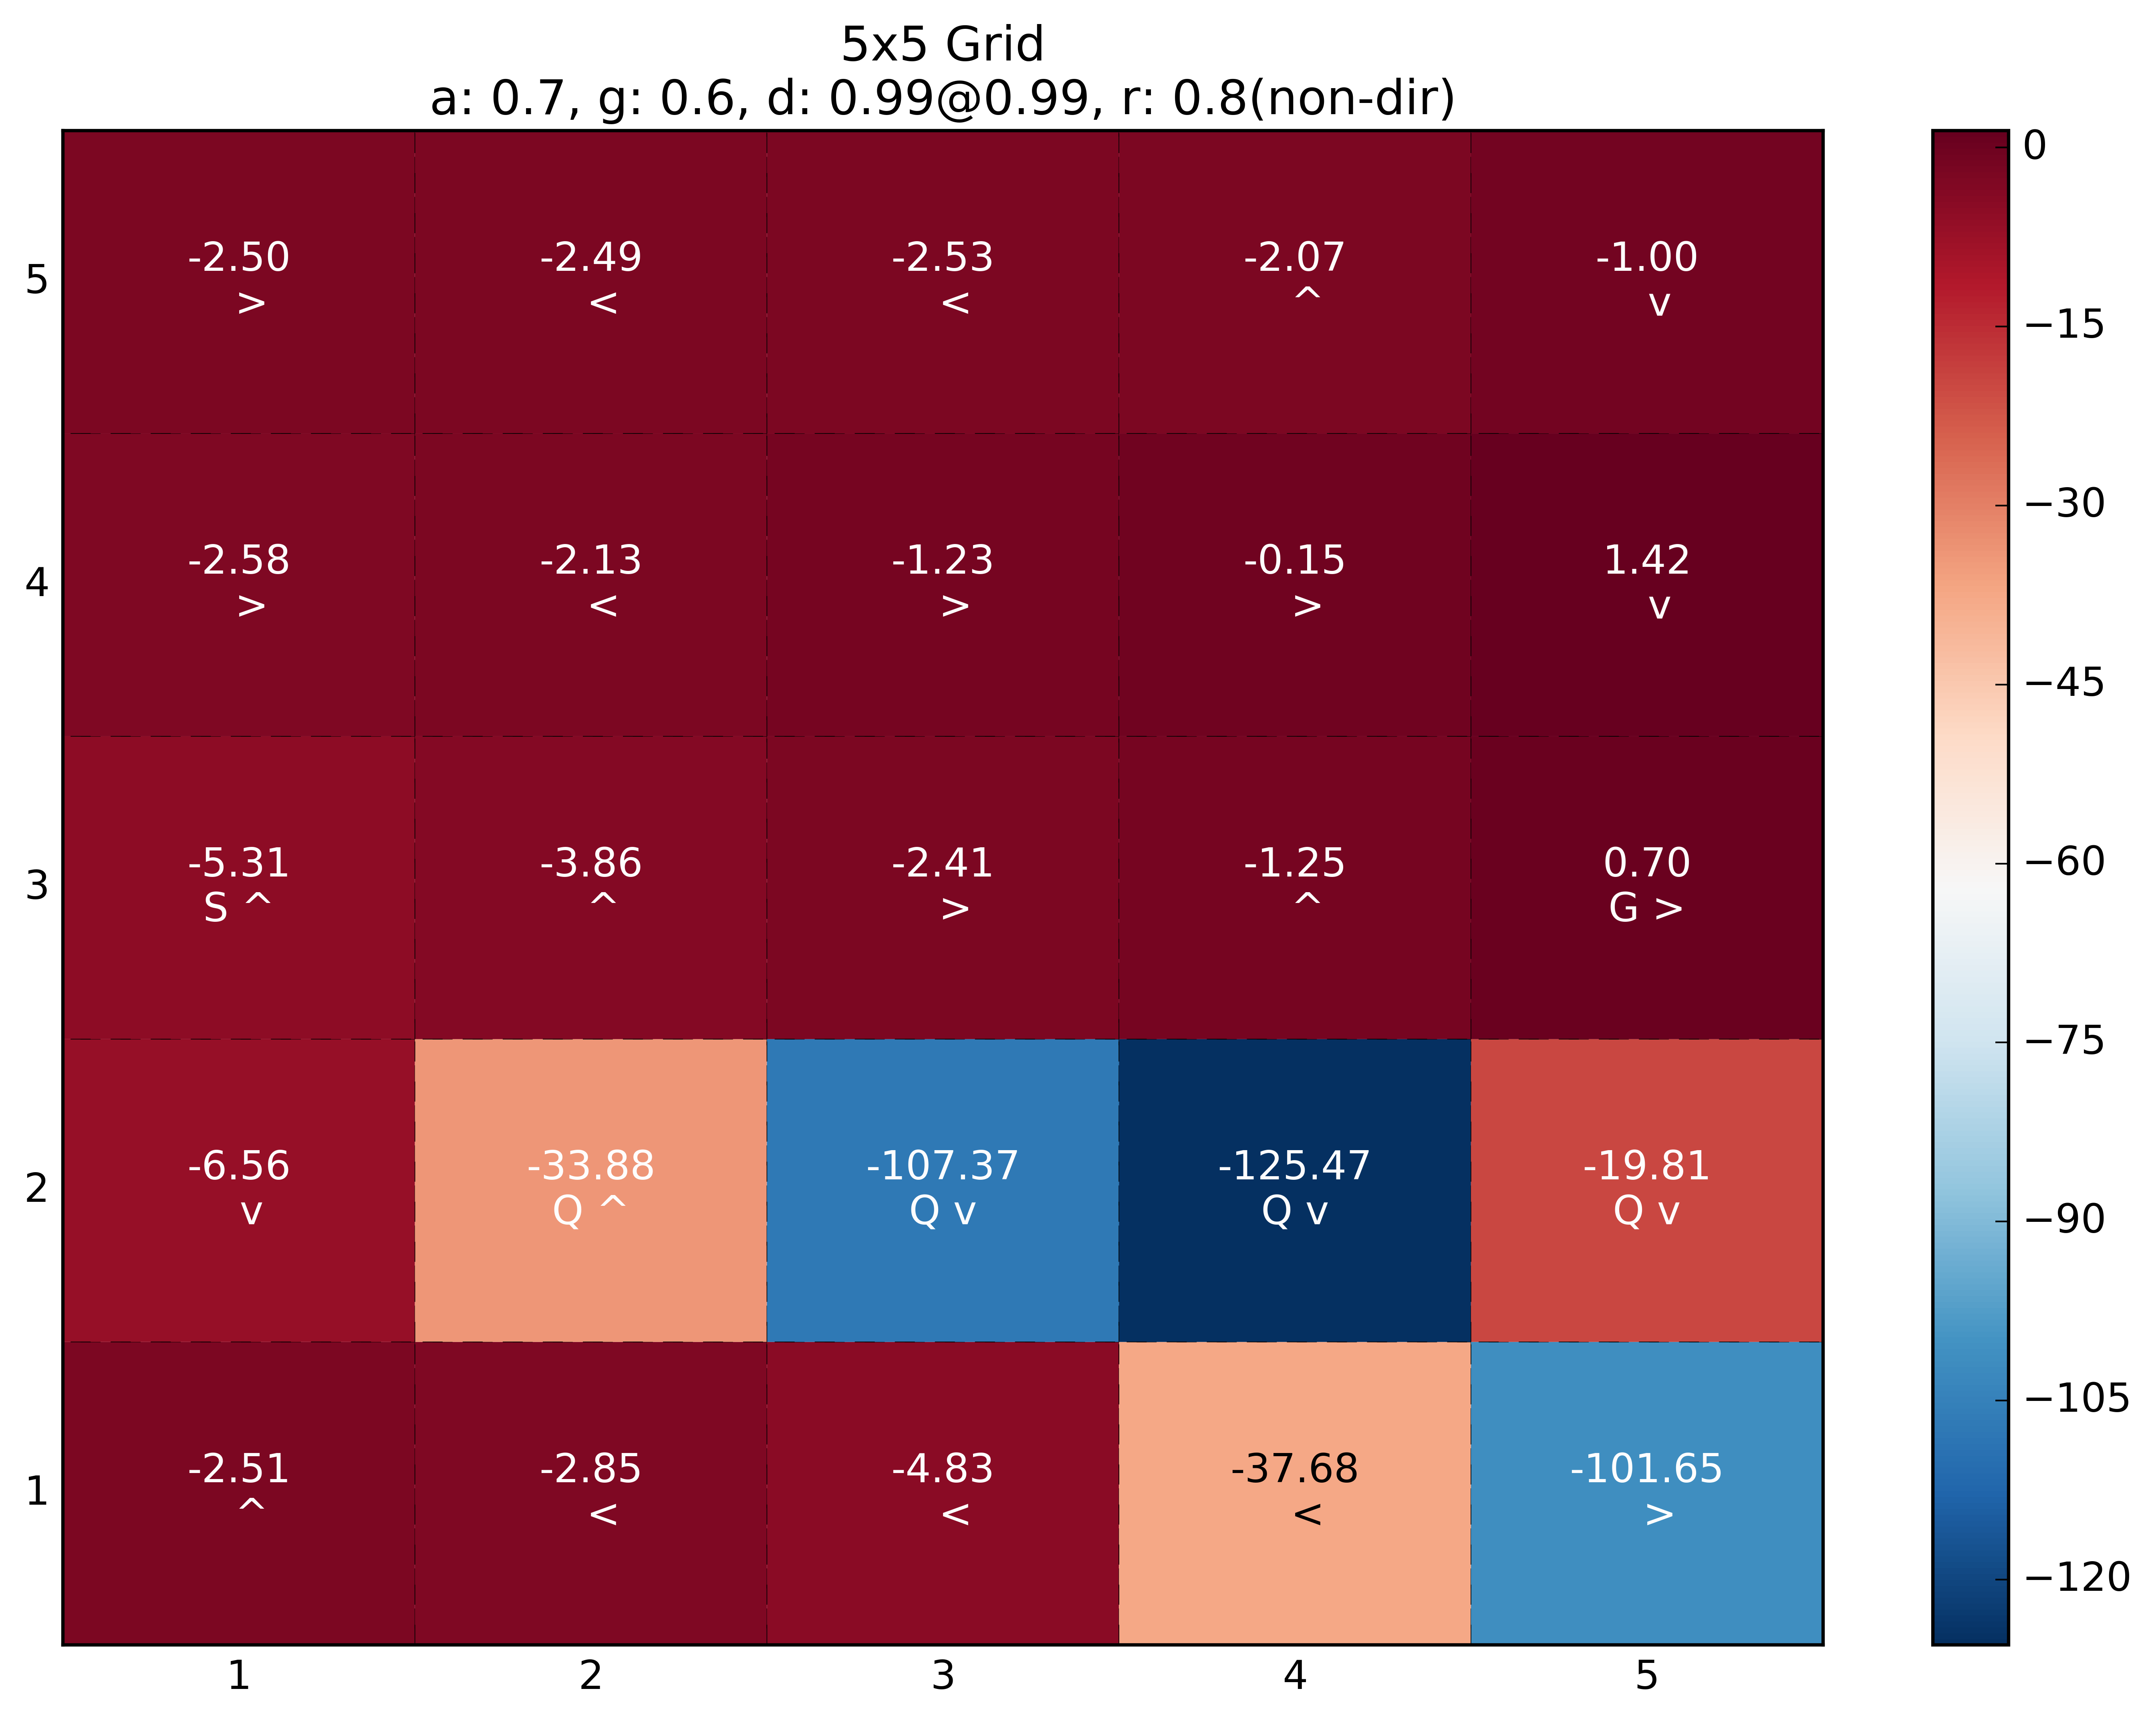 5x5 Grid
a: 0.7, g: 0.6, d: 0.99@0.99, r: 0.8(non-dir)
5
-2.50 -2.49 -2.53 -2.07 -1.00
> < < ^ v
4
-2.58 -2.13 -1.23 -0.15 1.42
> < > > v
3
-5.31 -3.86 -2.41 -1.25 0.70
S ^ ^ > ^ G >
2
-6.56 -33.88 -107.37 -125.47 -19.81
v Q ^ Q v Q v Q v
1
-2.51 -2.85 -4.83 -37.68 -101.65
^ < < < >
1 2 3 4 5
0
−15
−30
−45
−60
−75
−90
−105
−120